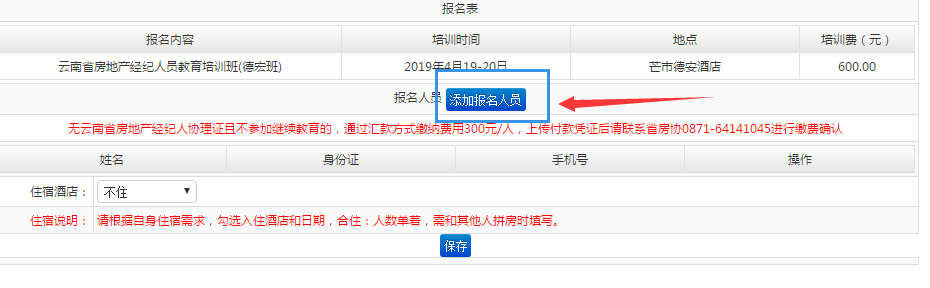 报名表
报名内容 培训时间 地点 培训费（元）
云南省房地产经纪人员教育培训班(德宏班) 2019年4月19-20日 芒市德安酒店 600.00
报名人员 添加报名人员
无云南省房地产经纪人协理证且不参加继续教育的，通过汇款方式缴纳费用300元/人，上传付款凭证后请联系省房协0871-64141045进行缴费确认
姓名 身份证 手机号 操作
住宿酒店： 不住
住宿说明： 请根据自身住宿需求，勾选入住酒店和日期，合住：人数单着，需和其他人拼房时填写。
保存